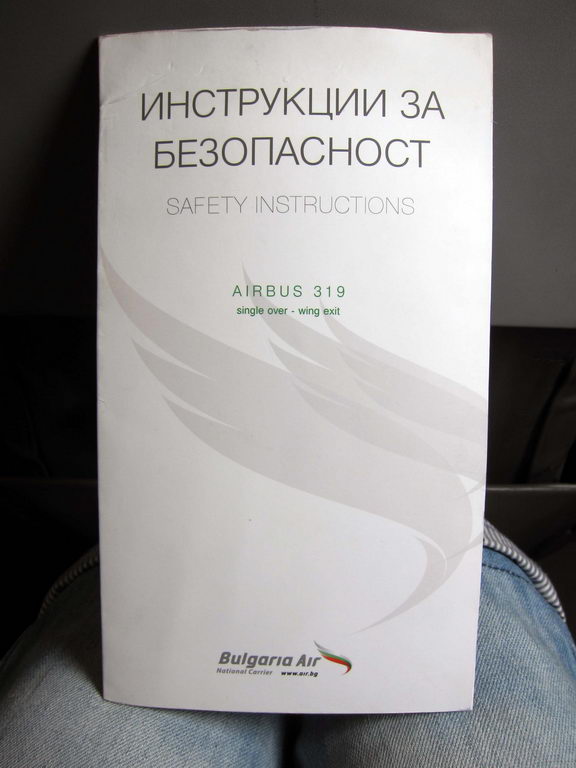 ИНСТРУКЦИИ ЗА
БЕЗОПАСНОСТ
SAFETY INSTRUCTIONS
AIRBUS 319
single over - wing exit
Bulgaria Air
National Carrier www.air.bg